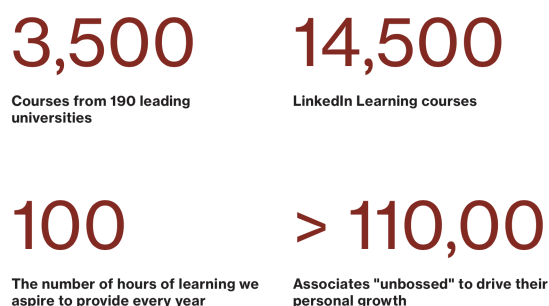 3,500
14,500
Courses from 190 leading
universities
LinkedIn Learning courses
100
> 110,00
The number of hours of learning we
aspire to provide every year
Associates "unbossed" to drive their
personal growth